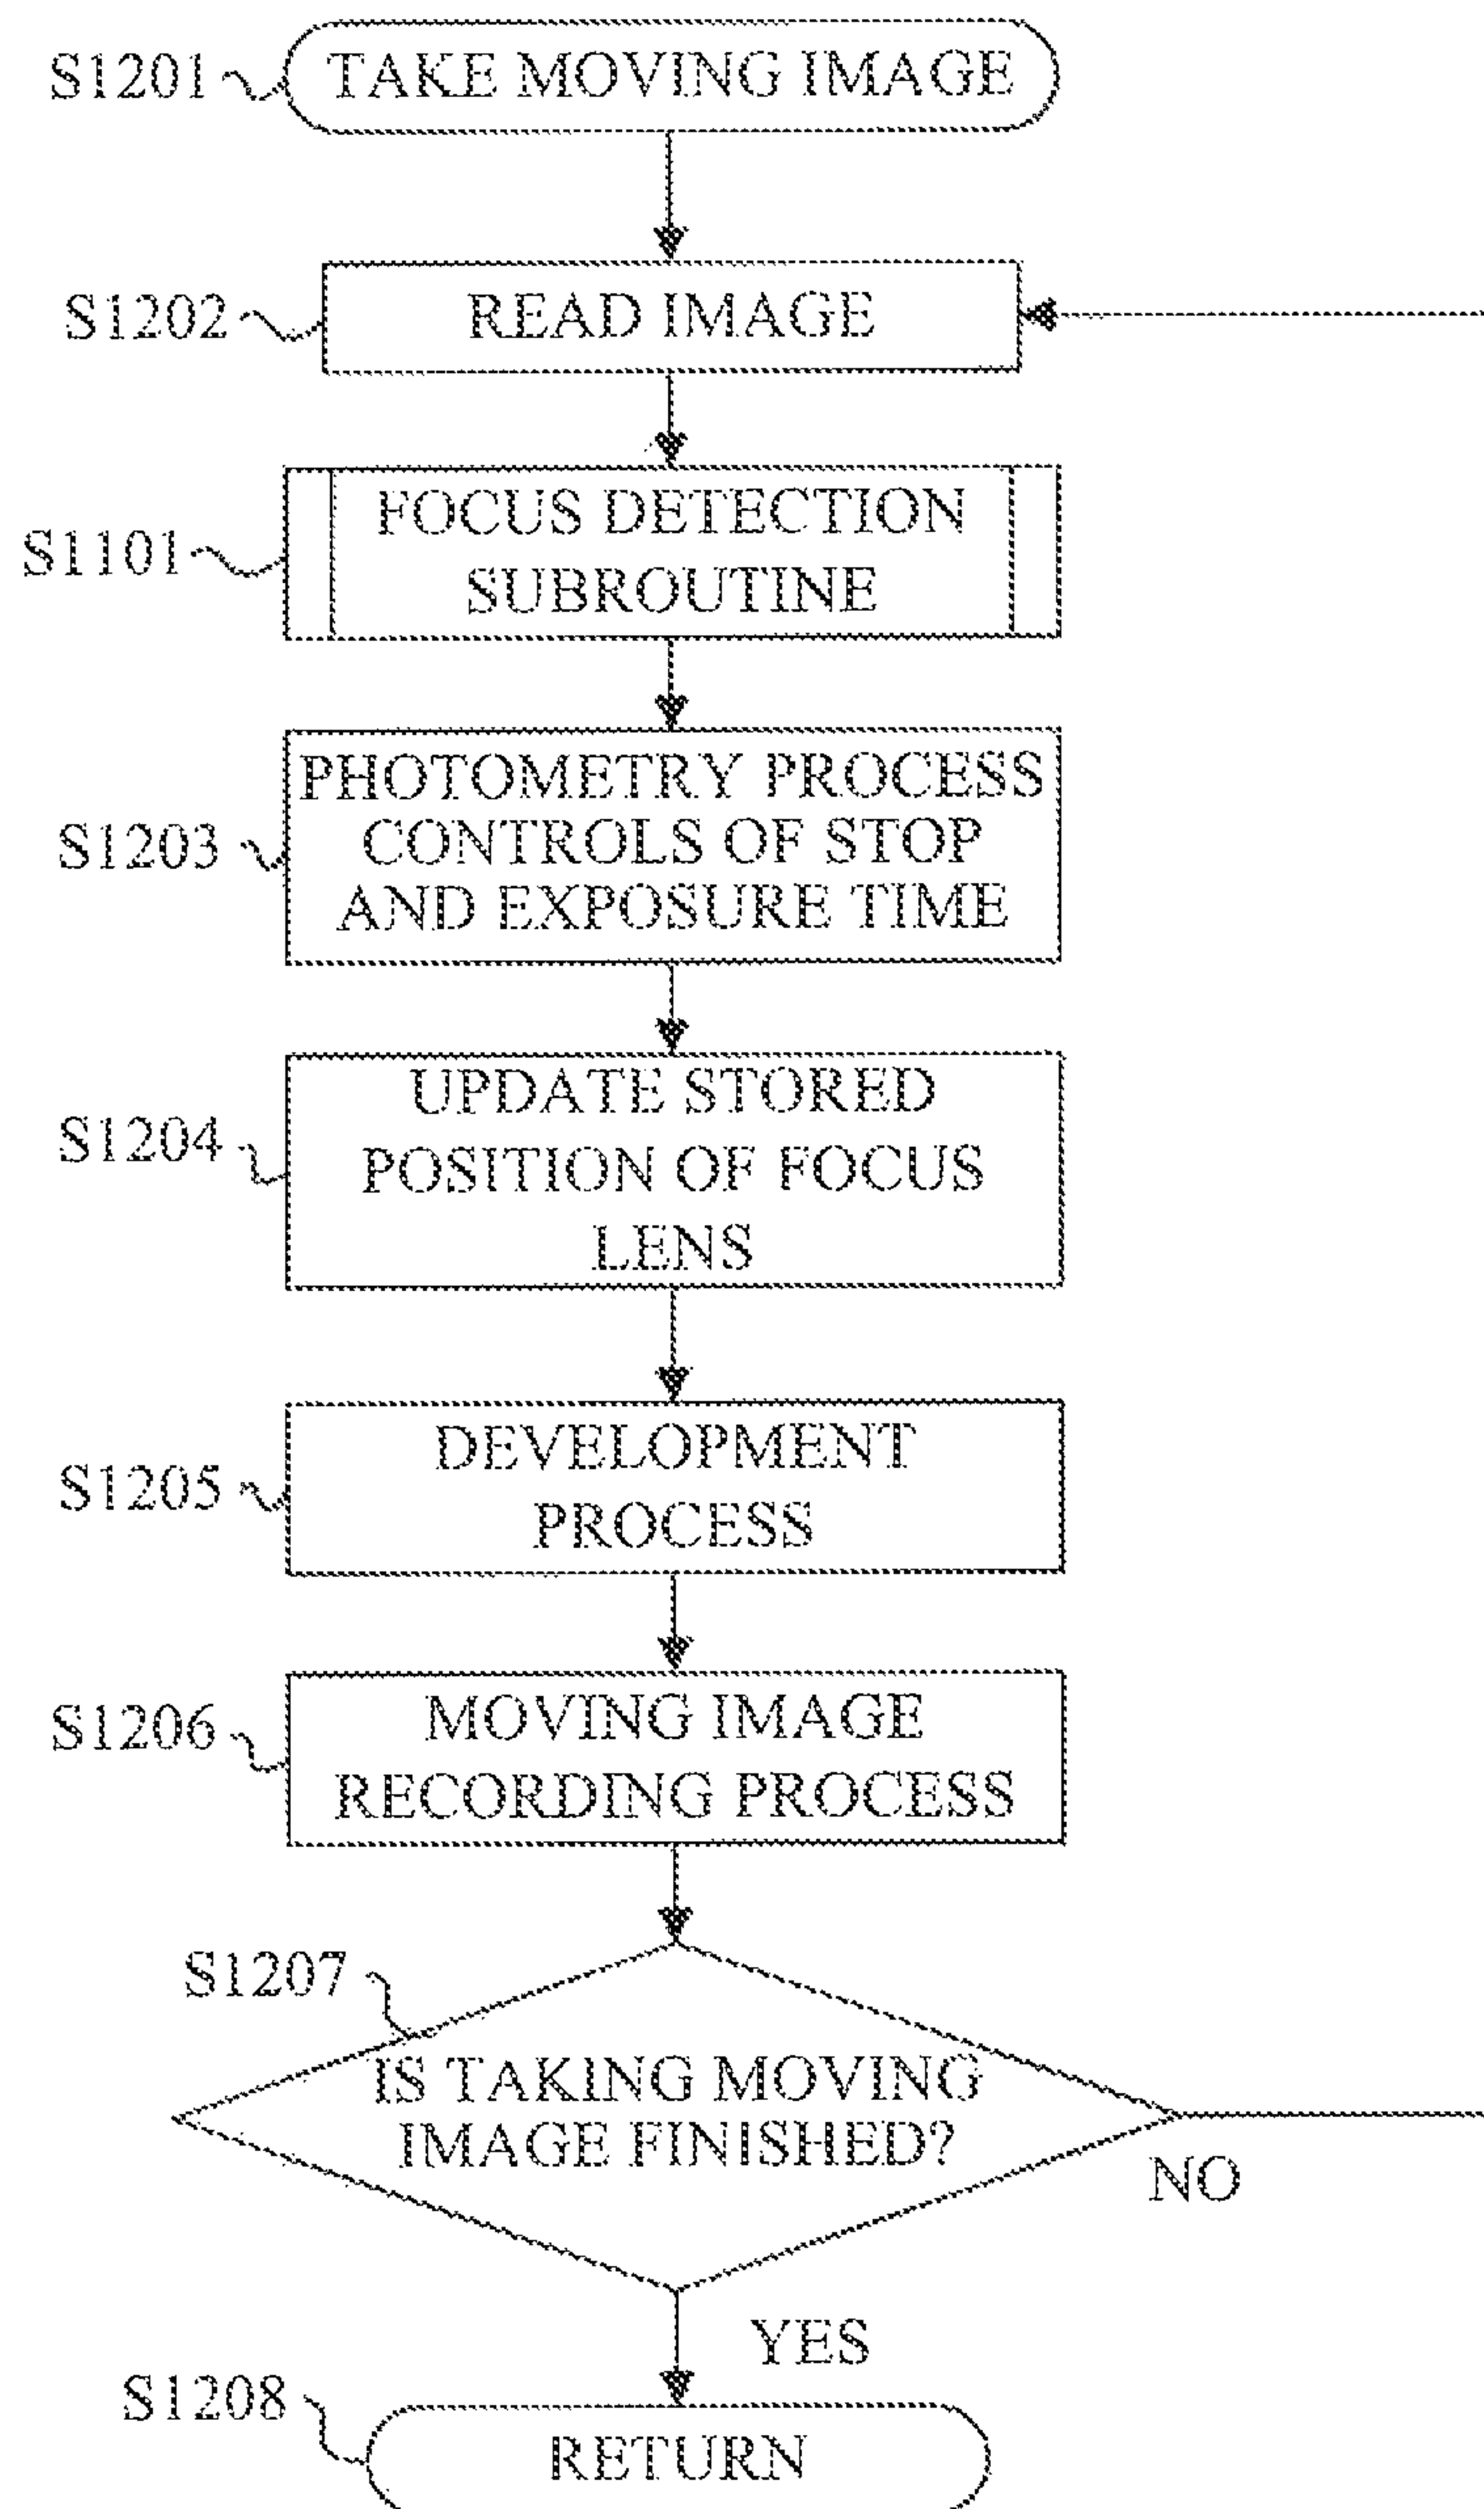 S1201
TAKE MOVING IMAGE
S1202
READ IMAGE
S1101
FOCUS DETECTION
SUBROUTINE
S1203
PHOTOMETRY PROCESS
CONTROLS OF STOP
AND EXPOSURE TIME
S1204
UPDATE STORED
POSITION OF FOCUS
LENS
S1205
DEVELOPMENT
PROCESS
S1206
MOVING IMAGE
RECORDING PROCESS
S1207
IS TAKING MOVING
IMAGE FINISHED?
NO
YES
S1208
RETURN